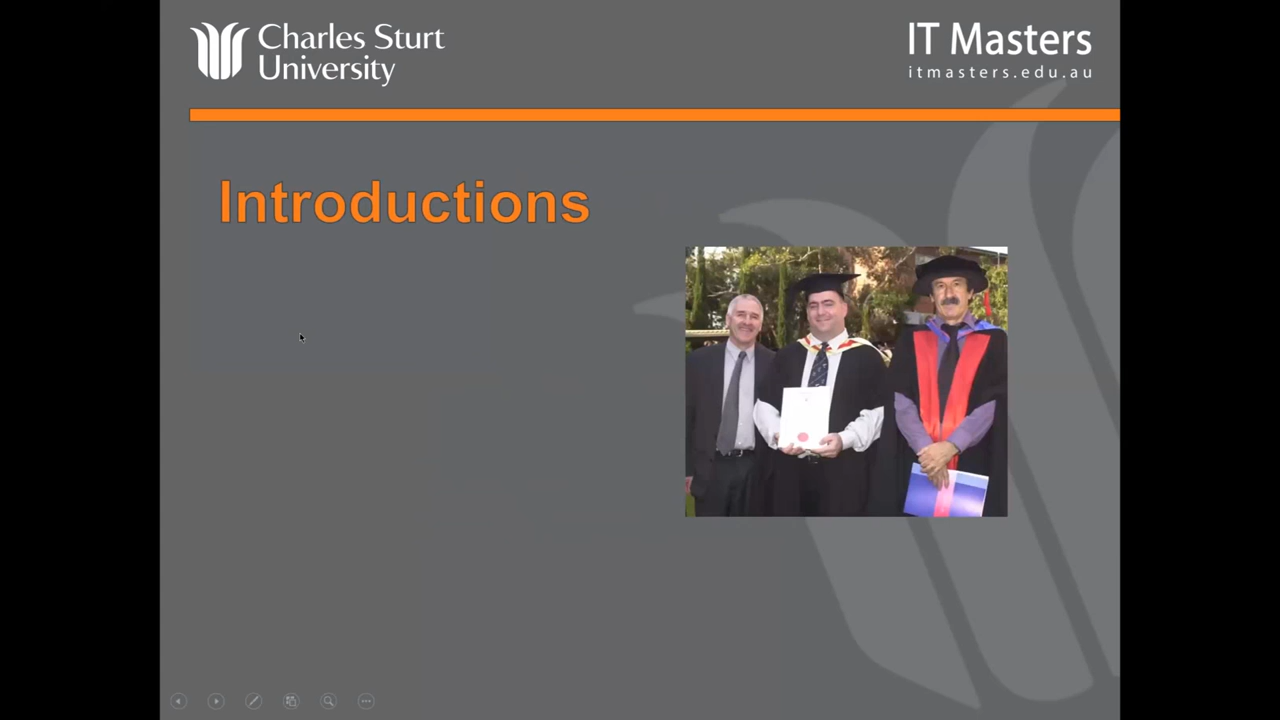 Charles Sturt
University
IT Masters
itmasters.edu.au
Introductions